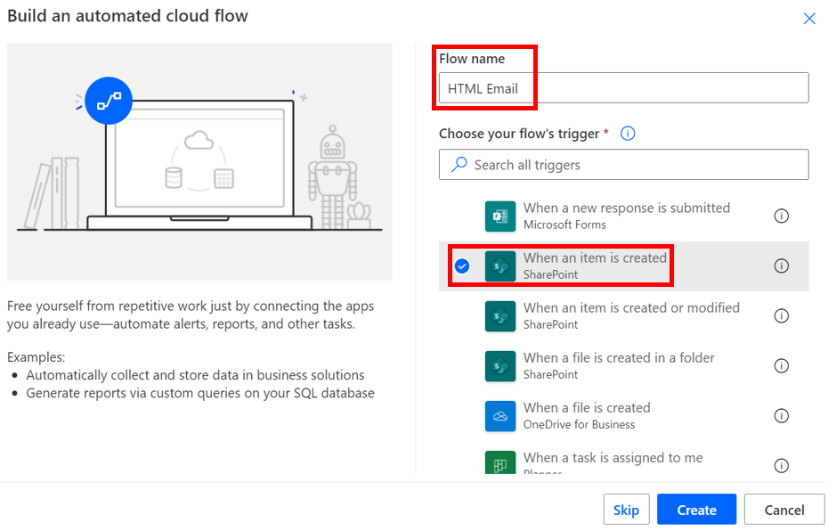 Build an automated cloud flow
Free yourself from repetitive work just by connecting the apps
you already use—automate alerts, reports, and other tasks.
Examples:
• Automatically collect and store data in business solutions
• Generate reports via custom queries on your SQL database
Flow name
HTML Email
Choose your flow's trigger *
Search all triggers
When a new response is submitted
Microsoft Forms
When an item is created
SharePoint
When an item is created or modified
SharePoint
When a file is created in a folder
SharePoint
When a file is created
OneDrive for Business
When a task is assigned to me
Planner
Skip
Create
Cancel